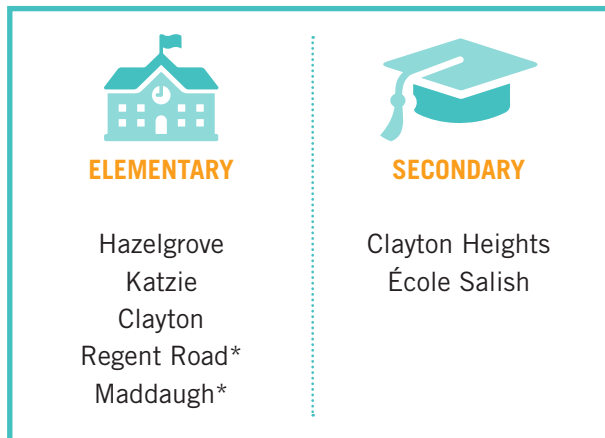 ELEMENTARY
Hazelgrove
Katzie
Clayton
Regent Road*
Maddaugh*
SECONDARY
Clayton Heights
École Salish